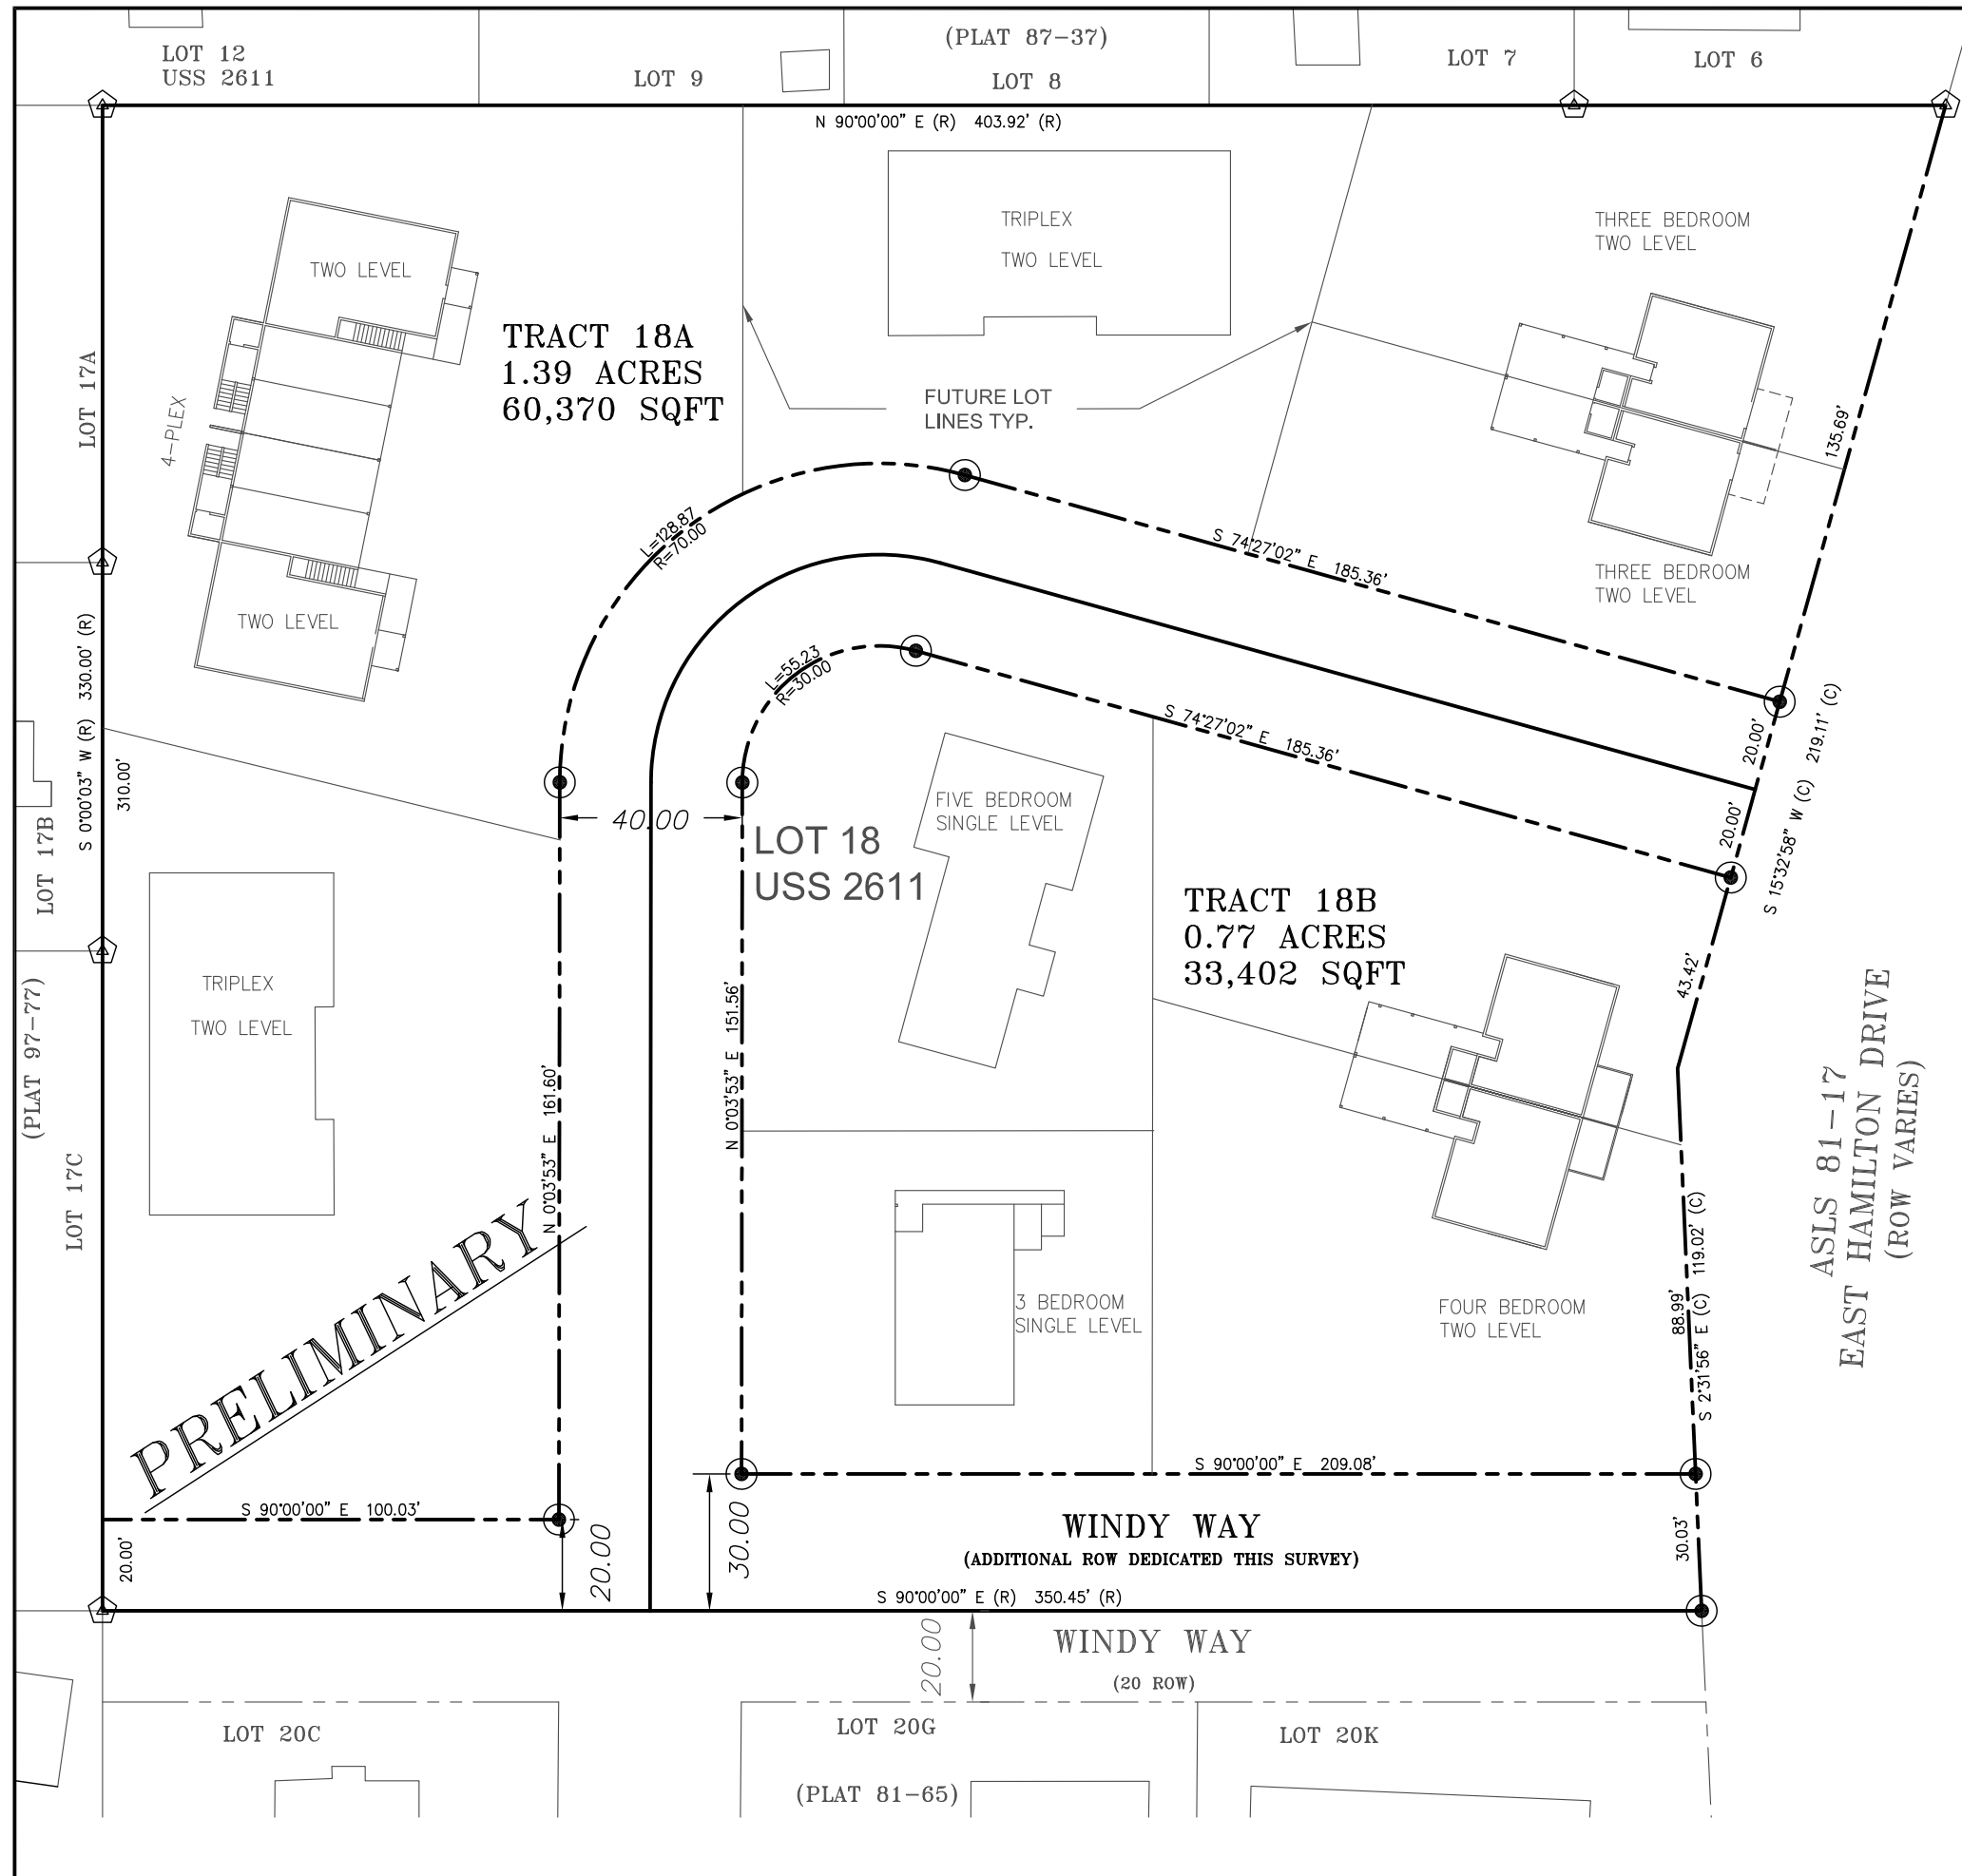 LOT 12
USS 2611
LOT 9
(PLAT 87-37)
LOT 8
LOT 7
LOT 6
N 90°00'00" E (R) 403.92' (R)
TWO LEVEL
TRACT 18A
1.39 ACRES
60,370 SQFT
TRIPLEX
TWO LEVEL
THREE BEDROOM
TWO LEVEL
FUTURE LOT
LINES TYP.
LOT 17A
4-PLEX
135.69'
L=128.87
R=70.00
S 74°27'02" E 185.36'
THREE BEDROOM
TWO LEVEL
TWO LEVEL
S 0°00'03" W (R) 330.00' (R)
310.00'
L=55.23
R=30.00
S 74°27'02" E 185.36'
20.00'
20.00'
S 15°32'58" W (C) 219.11' (C)
40.00
LOT 18
USS 2611
FIVE BEDROOM
SINGLE LEVEL
LOT 17B
TRACT 18B
0.77 ACRES
33,402 SQFT
43.42'
TRIPLEX
TWO LEVEL
(PLAT 97-77)
LOT 17C
N 0°03'53" E 161.60'
N 0°03'53" E 151.56'
ASLS 81-17
EAST HAMILTON DRIVE
(ROW VARIES)
PRELIMINARY
3 BEDROOM
SINGLE LEVEL
FOUR BEDROOM
TWO LEVEL
88.99'
S 2°31'56" E (C) 119.02' (C)
S 90°00'00" E 209.08'
S 90°00'00" E 100.03'
20.00'
20.00
30.00
WINDY WAY
(ADDITIONAL ROW DEDICATED THIS SURVEY)
30.03'
S 90°00'00" E (R) 350.45' (R)
20.00
WINDY WAY
(20 ROW)
LOT 20C
LOT 20G
LOT 20K
(PLAT 81-65)